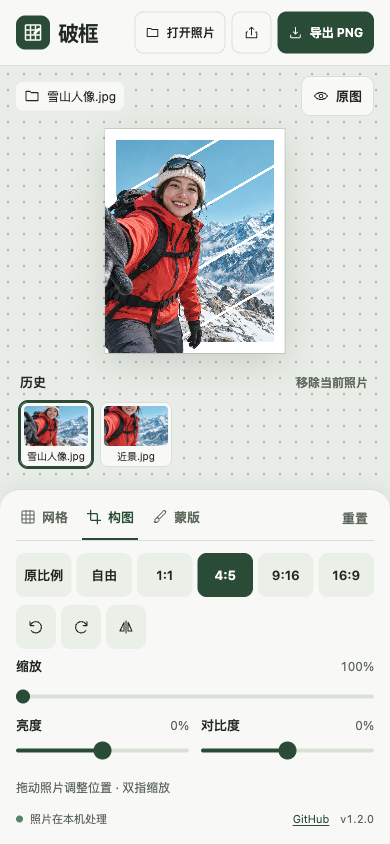 破框
打开照片
导出 PNG
雪山人像.jpg
原图
历史
移除当前照片
雪山人像.jpg
近景.jpg
网格
构图
蒙版
重置
原比例
自由
1:1
4:5
9:16
16:9
缩放
100%
亮度
0%
对比度
0%
拖动照片调整位置 · 双指缩放
照片在本机处理
GitHub
v1.2.0